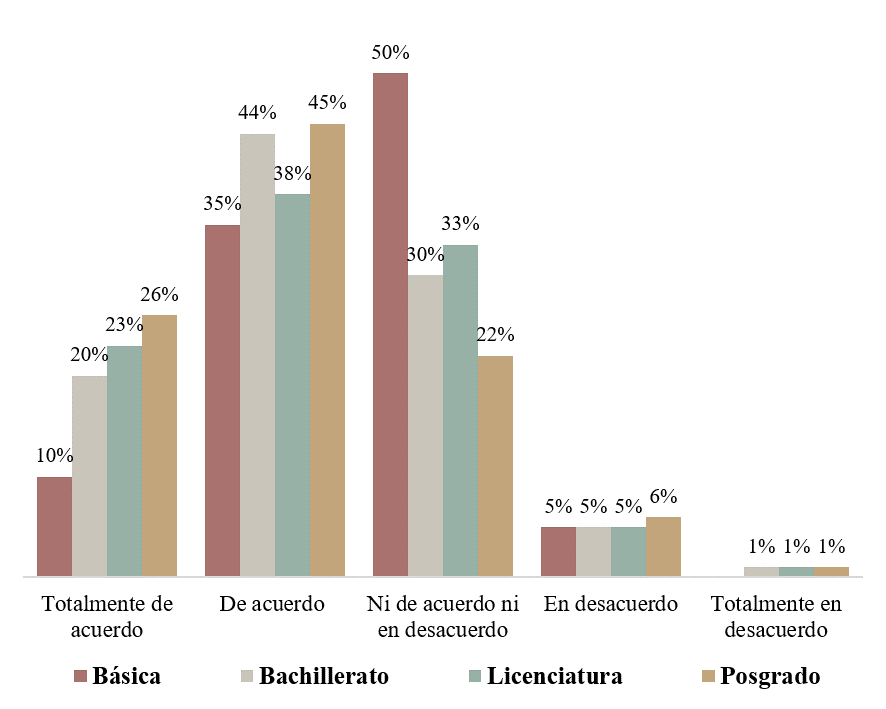 50%
44%
45%
38%
35%
33%
30%
26%
23%
22%
20%
10%
5% 5% 5% 6%
1% 1% 1%
Totalmente de
acuerdo
De acuerdo
Ni de acuerdo ni
en desacuerdo
En desacuerdo
Totalmente en
desacuerdo
Básica
Bachillerato
Licenciatura
Posgrado